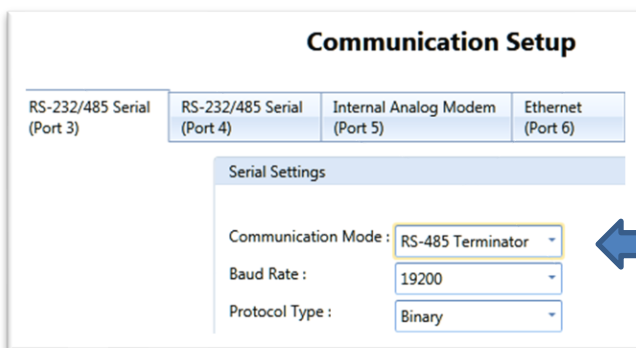 Communication Setup
RS-232/485 Serial
(Port 3)
RS-232/485 Serial
(Port 4)
Internal Analog Modem
(Port 5)
Ethernet
(Port 6)
Serial Settings
Communication Mode : RS-485 Terminator
Baud Rate : 19200
Protocol Type : Binary